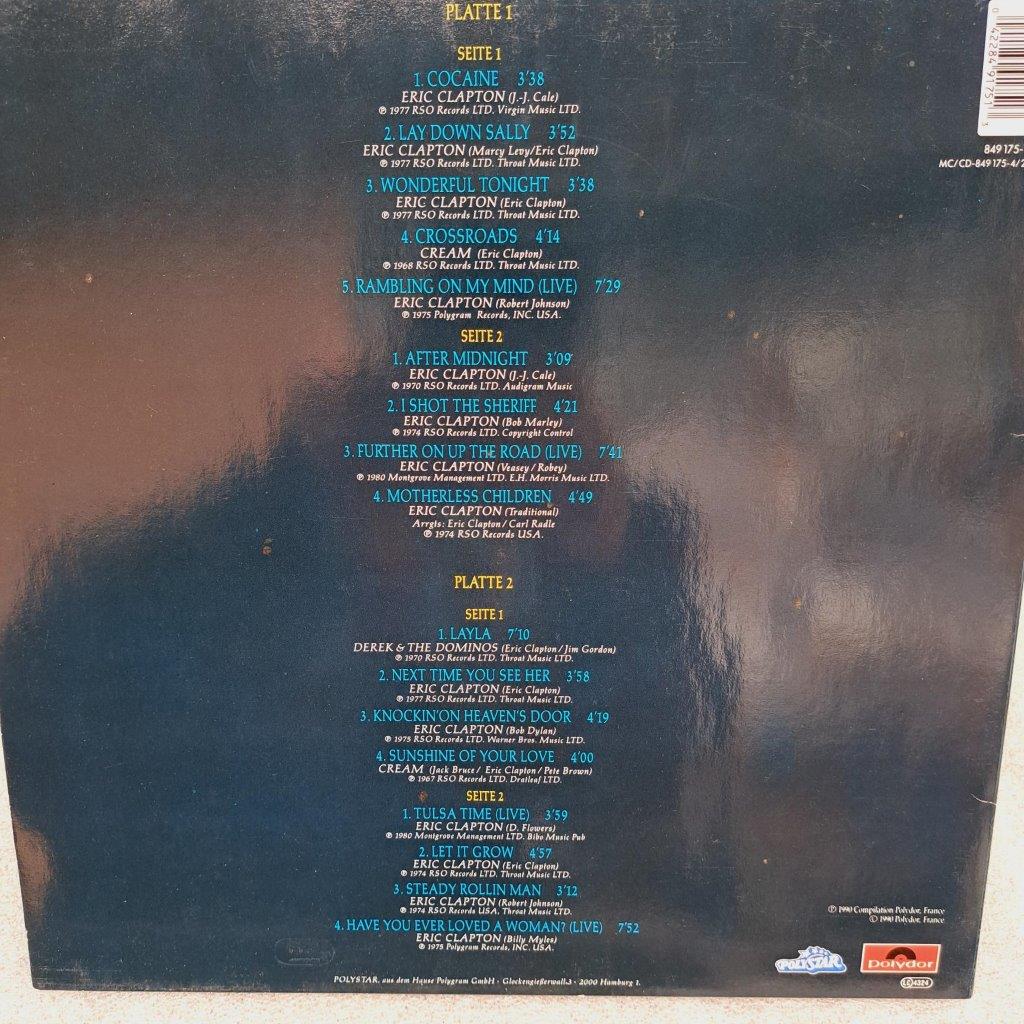 PLATTE 1
SEITE 1
1. COCAINE 3'38
ERIC CLAPTON (J.-J. Cale)
℗ 1977 RSO Records LTD. Virgin Music LTD.
2. LAY DOWN SALLY 3'52
ERIC CLAPTON (Marcy Levy/Eric Clapton)
℗ 1977 RSO Records LTD. Throat Music LTD.
3. WONDERFUL TONIGHT 3'38
ERIC CLAPTON (Eric Clapton)
℗ 1977 RSO Records LTD. Throat Music LTD.
4. CROSSROADS 4'14
CREAM (Eric Clapton)
℗ 1968 RSO Records LTD. Throat Music LTD.
5. RAMBLING ON MY MIND (LIVE) 7'29
ERIC CLAPTON (Robert Johnson)
℗ 1975 Polygram Records, INC. USA.
SEITE 2
1. AFTER MIDNIGHT 3'09
ERIC CLAPTON (J.-J. Cale)
℗ 1970 RSO Records LTD. Audigram Music
2. I SHOT THE SHERIFF 4'21
ERIC CLAPTON (Bob Marley)
℗ 1974 RSO Records LTD. Copyright Control
3. FURTHER ON UP THE ROAD (LIVE) 7'41
ERIC CLAPTON (Veasey / Robey)
℗ 1980 Montgrove Management LTD. E.H. Morris Music LTD.
4. MOTHERLESS CHILDREN 4'49
ERIC CLAPTON (Traditional)
Arrgts: Eric Clapton / Carl Radle
℗ 1974 RSO Records USA.
PLATTE 2
SEITE 1
1. LAYLA 7'10
DEREK & THE DOMINOS (Eric Clapton / Jim Gordon)
℗ 1970 RSO Records LTD. Throat Music LTD.
2. NEXT TIME YOU SEE HER 3'58
ERIC CLAPTON (Eric Clapton)
℗ 1977 RSO Records LTD. Throat Music LTD.
3. KNOCKIN'ON HEAVEN'S DOOR 4'19
ERIC CLAPTON (Bob Dylan)
℗ 1975 RSO Records LTD. Warner Bros. Music LTD.
4. SUNSHINE OF YOUR LOVE 4'00
CREAM (Jack Bruce / Eric Clapton / Pete Brown)
℗ 1967 RSO Records LTD. Dratleaf LTD.
SEITE 2
1. TULSA TIME (LIVE) 3'59
ERIC CLAPTON (D. Flowers)
℗ 1980 Montgrove Management LTD. Bibo Music Pub
2. LET IT GROW 4'57
ERIC CLAPTON (Eric Clapton)
℗ 1974 RSO Records LTD. Throat Music LTD.
3. STEADY ROLLIN MAN 3'12
ERIC CLAPTON (Robert Johnson)
℗ 1974 RSO Records USA. Throat Music LTD.
4. HAVE YOU EVER LOVED A WOMAN? (LIVE) 7'52
ERIC CLAPTON (Billy Myles)
℗ 1975 Polygram Records, INC. USA.
POLYSTAR, aus dem Hause Polygram GmbH · Glockengießerwall 3 · 2000 Hamburg 1.
0 42284 91751 3
849 175-
MC/CD-849 175-4/2
℗ 1990 Compilation Polydor, France
© 1990 Polydor, France
POLYSTAR
Polydor
LC 4324